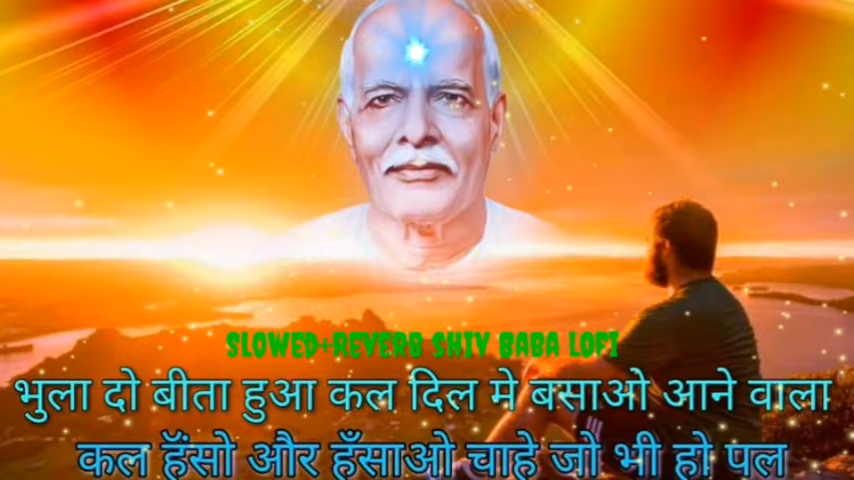 SLOWED+REVERB SHIV BABA LOFI
भुला दो बीता हुआ कल दिल मे बसाओ आने वाला
कल हॅंसो और हँसाओ चाहे जो भी हो पल